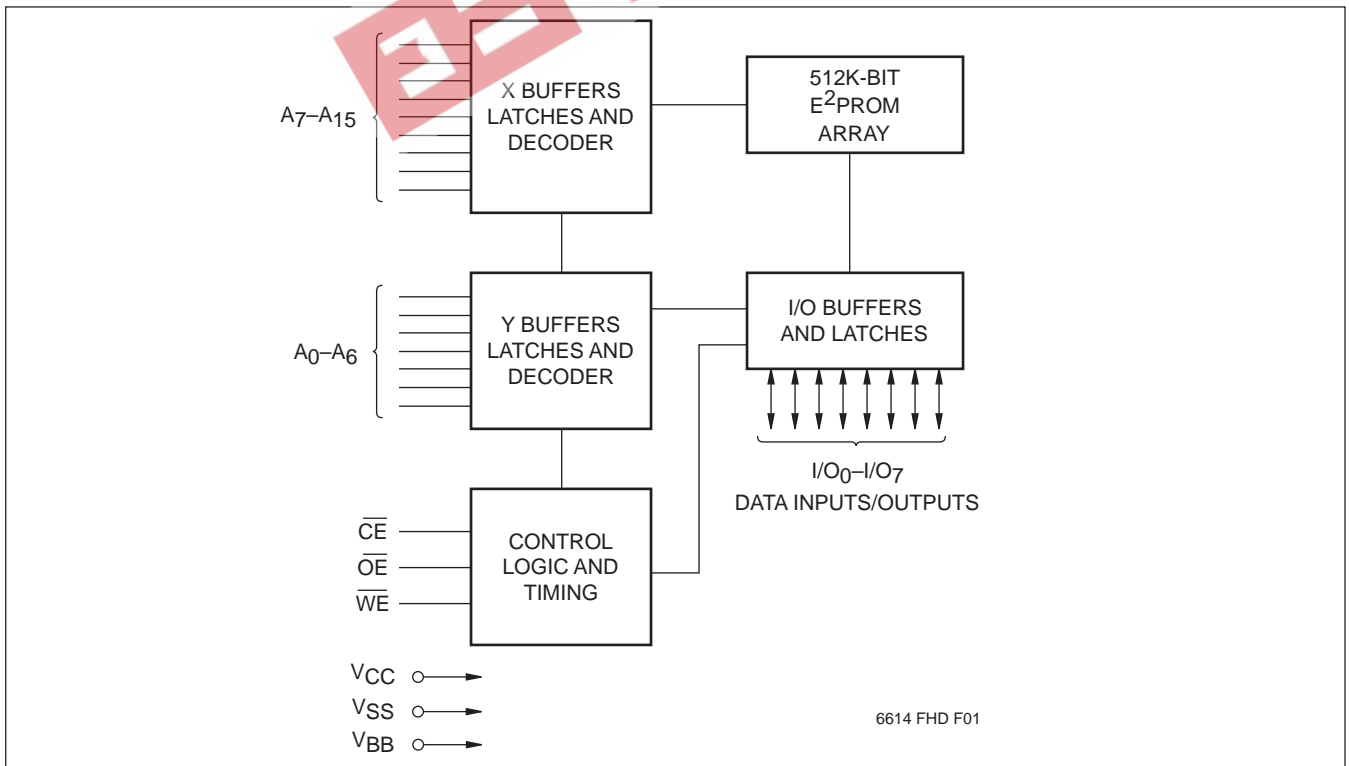 A7–A15
X BUFFERS
LATCHES AND
DECODER
512K-BIT
E2PROM
ARRAY
A0–A6
Y BUFFERS
LATCHES AND
DECODER
I/O BUFFERS
AND LATCHES
I/O0–I/O7
DATA INPUTS/OUTPUTS
CE
OE
WE
CONTROL
LOGIC AND
TIMING
VCC
VSS
VBB
6614 FHD F01